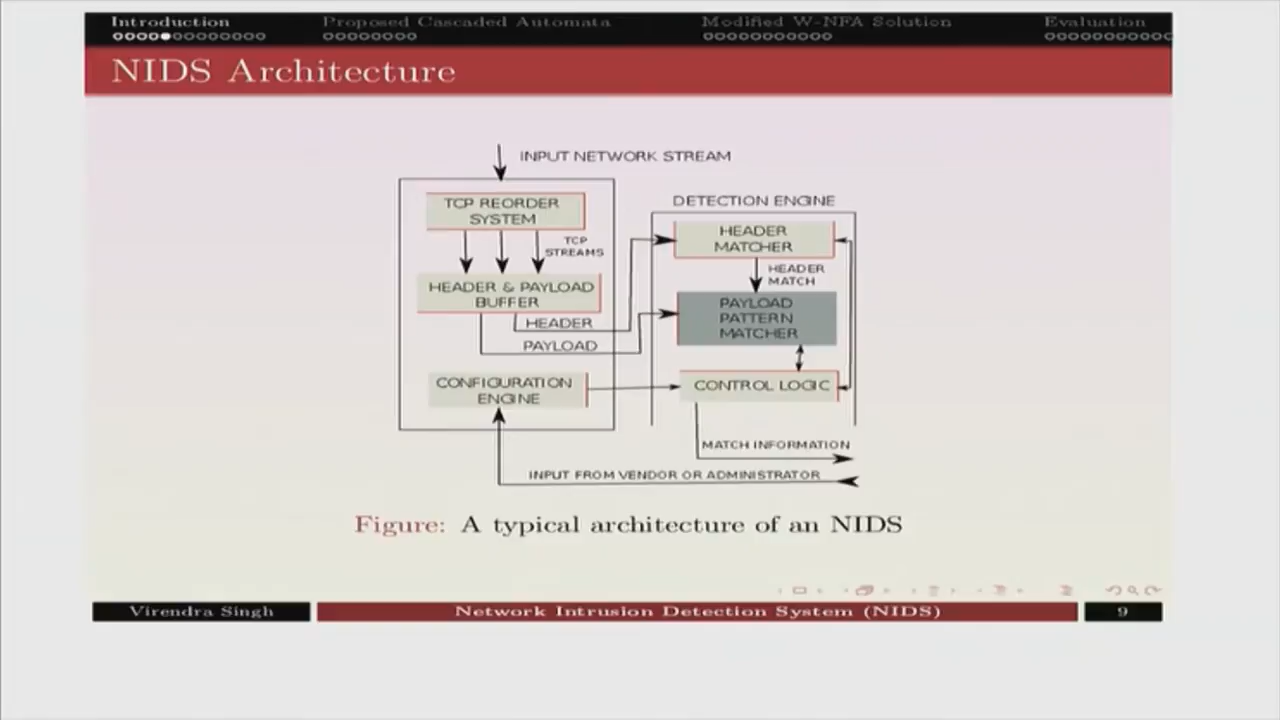 Introduction
Proposed Cascaded Automata
Modified W-NFA Solution
Evaluation
NIDS Architecture
INPUT NETWORK STREAM
TCP REORDER
SYSTEM
TCP
STREAMS
HEADER & PAYLOAD
BUFFER
HEADER
PAYLOAD
CONFIGURATION
ENGINE
DETECTION ENGINE
HEADER
MATCHER
HEADER
MATCH
PAYLOAD
PATTERN
MATCHER
CONTROL LOGIC
MATCH INFORMATION
INPUT FROM VENDOR OR ADMINISTRATOR
Figure: A typical architecture of an NIDS
Virendra Singh
Network Intrusion Detection System (NIDS)
9